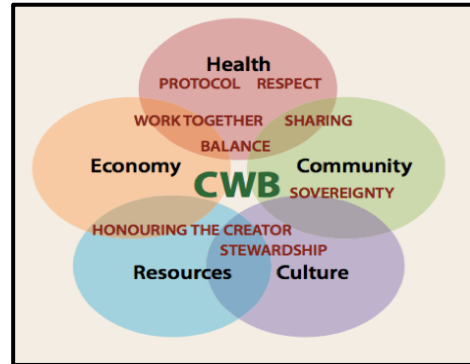 Health
PROTOCOL RESPECT
WORK TOGETHER SHARING
BALANCE
Economy Community
CWB
SOVEREIGNTY
HONOURING THE CREATOR
STEWARDSHIP
Resources Culture